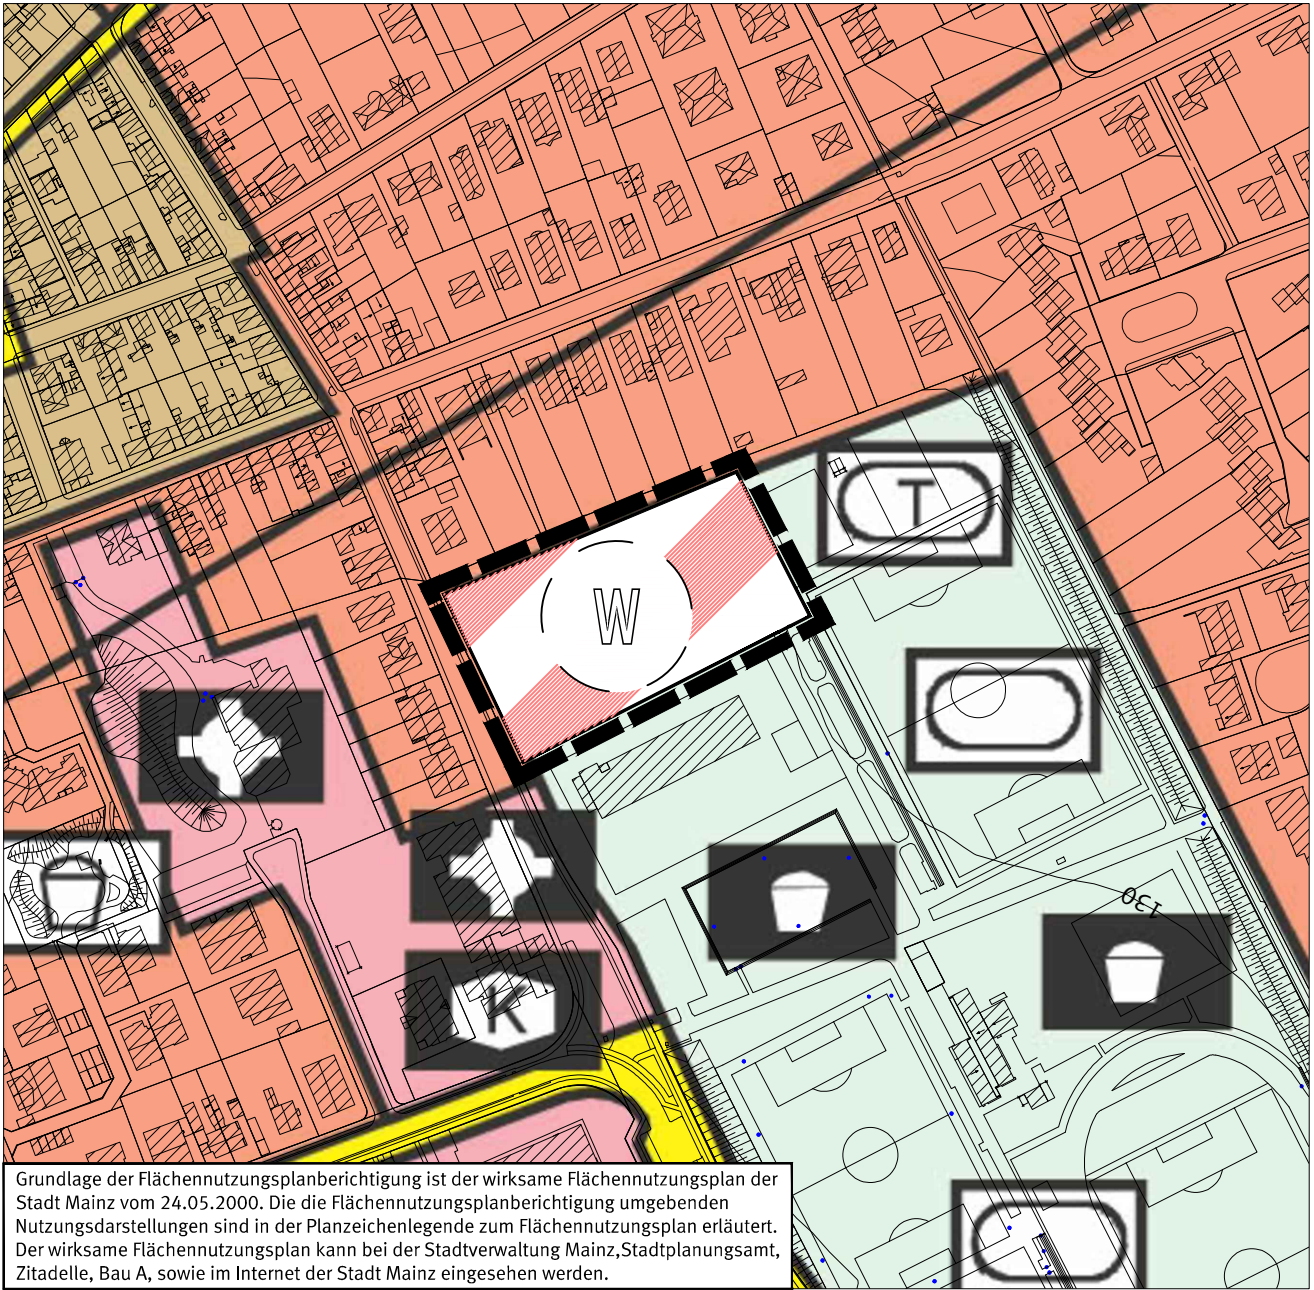 T
W
130
K
Grundlage der Flächennutzungsplanberichtigung ist der wirksame Flächennutzungsplan der
Stadt Mainz vom 24.05.2000. Die die Flächennutzungsplanberichtigung umgebenden
Nutzungsdarstellungen sind in der Planzeichenlegende zum Flächennutzungsplan erläutert.
Der wirksame Flächennutzungsplan kann bei der Stadtverwaltung Mainz,Stadtplanungsamt,
Zitadelle, Bau A, sowie im Internet der Stadt Mainz eingesehen werden.